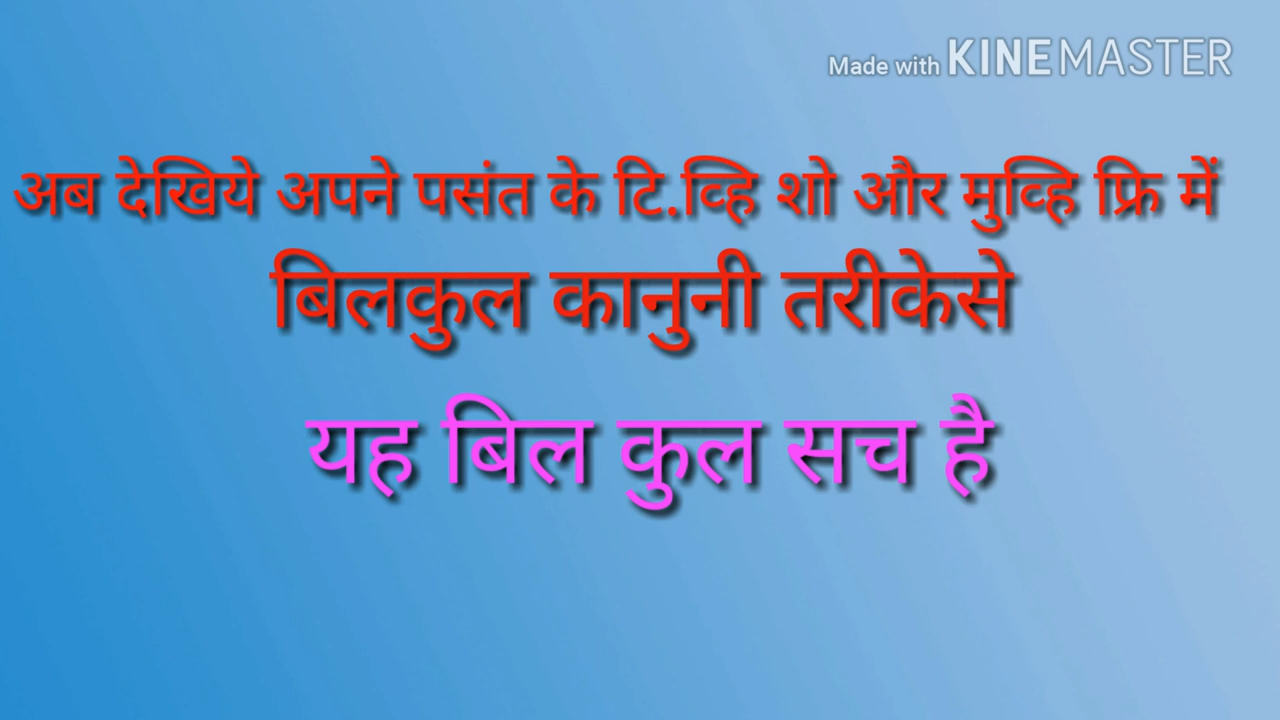 Made with KINEMASTER
अब देखिये अपने पसंत के टि.व्हि शो और मुव्हि फ्रि में
बिलकुल कानुनी तरीकेसे
यह बिल कुल सच है